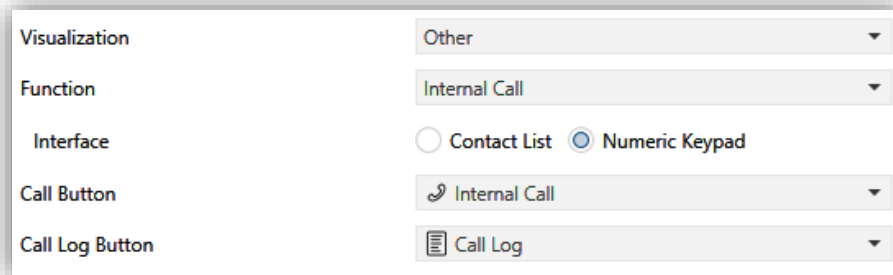 Visualization Other
Function Internal Call
Interface Contact List Numeric Keypad
Call Button Internal Call
Call Log Button Call Log